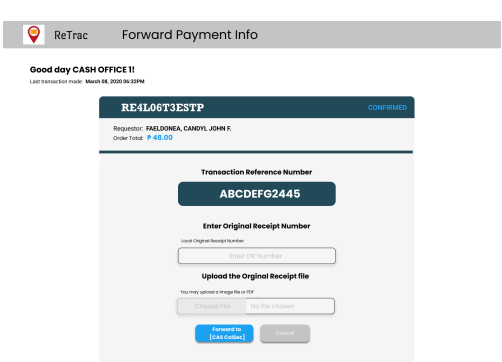 ReTrac Forward Payment Info
Good day CASH OFFICE 1!
Last transaction made: March 08, 2020 06:32PM
RE4L06T3ESTP CONFIRMED
Requestor: FAELDONEA, CANDYL JOHN F.
Order Total: ₱ 48.00
Transaction Reference Number
ABCDEFG2445
Enter Original Receipt Number
Local Original Receipt Number
Enter OR Number
Upload the Orginal Receipt file
You may upload a image file or PDF
Choose File No file chosen
Forward to
[CAS ColSec]
Cancel